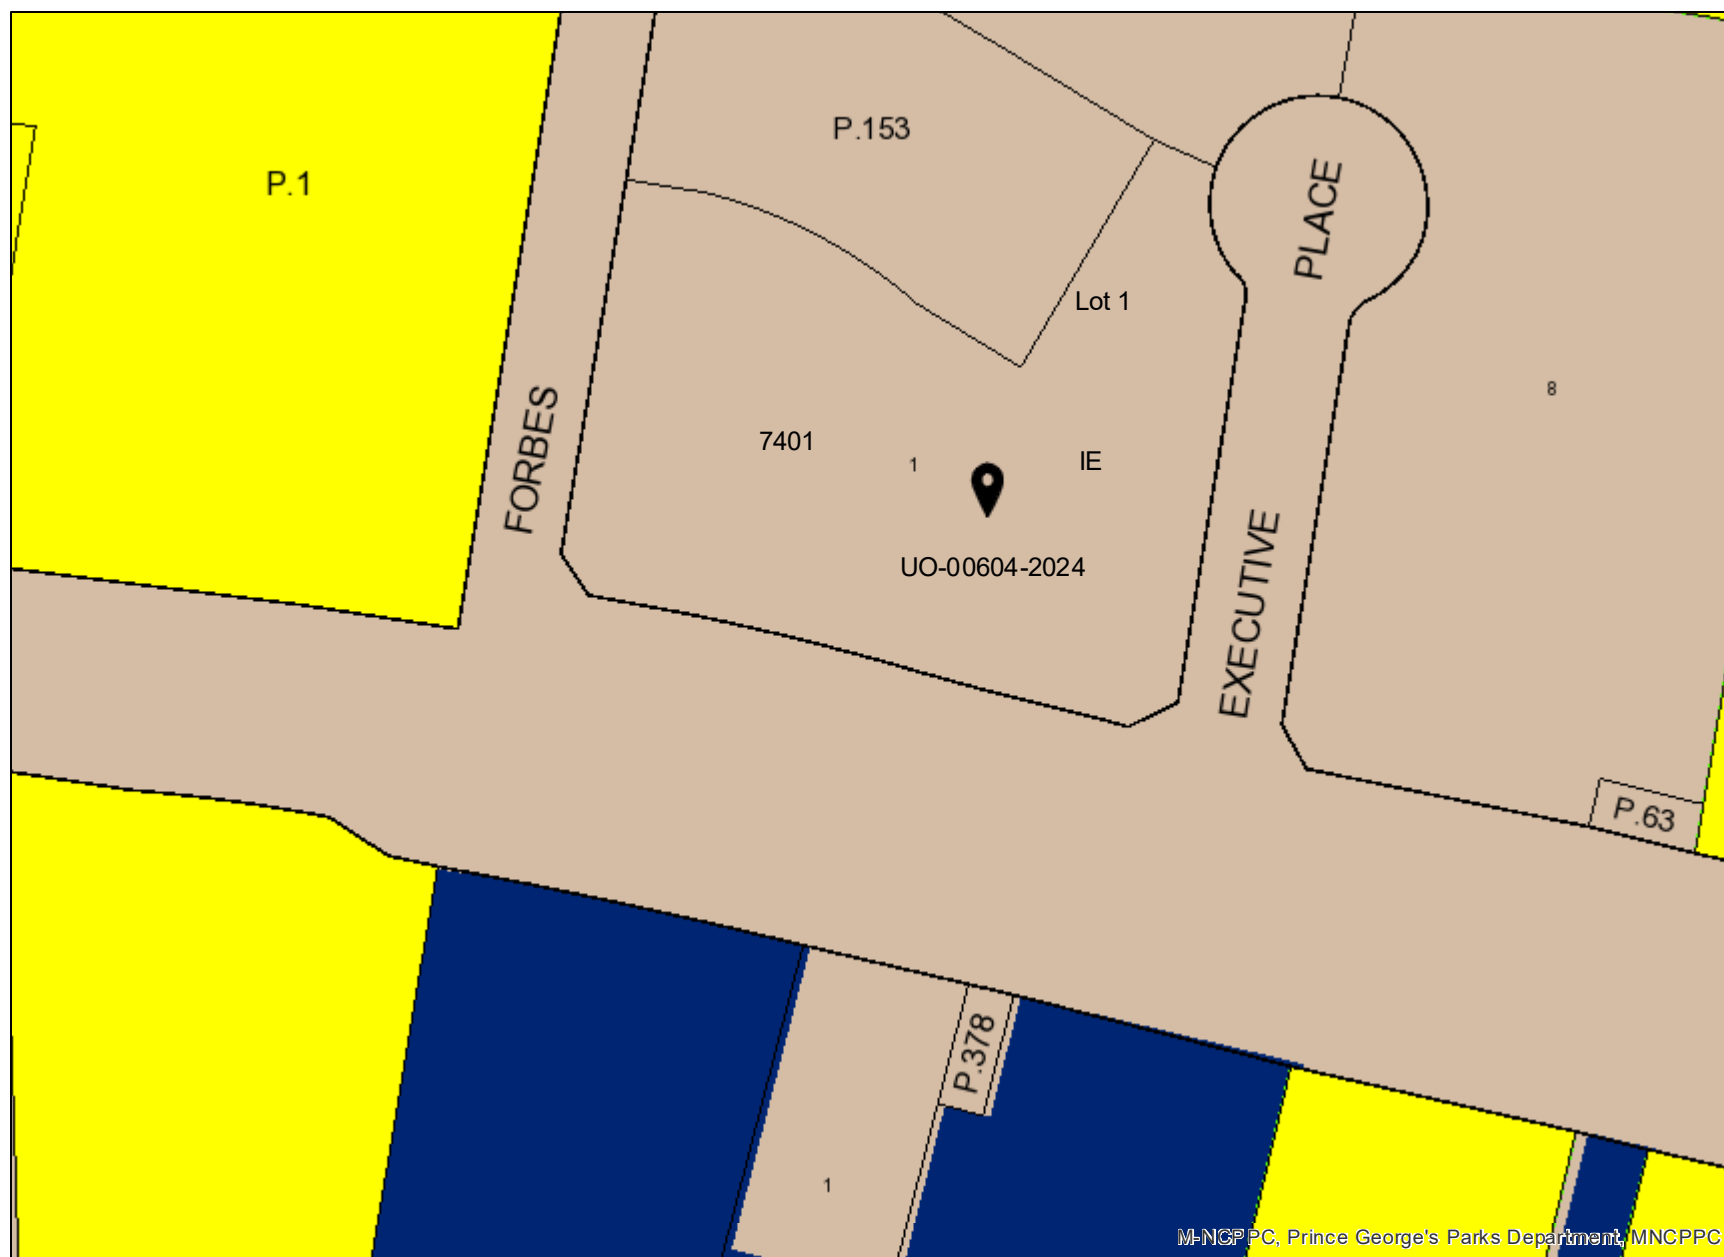 P.153
P.1
PLACE
Lot 1
8
FORBES
7401
1
IE
UO-00604-2024
EXECUTIVE
P.63
P.378
1
M-NCPPC, Prince George's Parks Department, MNCPPC